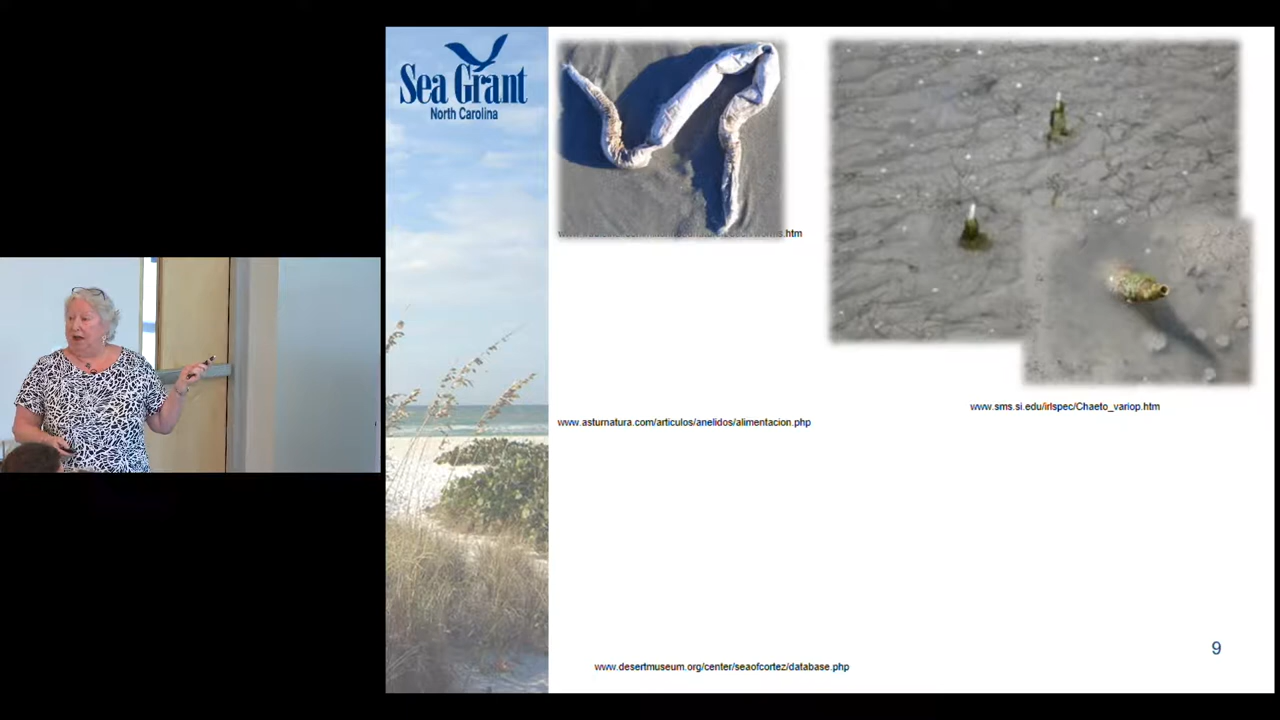 Sea Grant
North Carolina
.htm
www.sms.si.edu/irlspec/Chaeto_variop.htm
www.asturnatura.com/articulos/anelidos/alimentacion.php
9
www.desertmuseum.org/center/seaofcortez/database.php